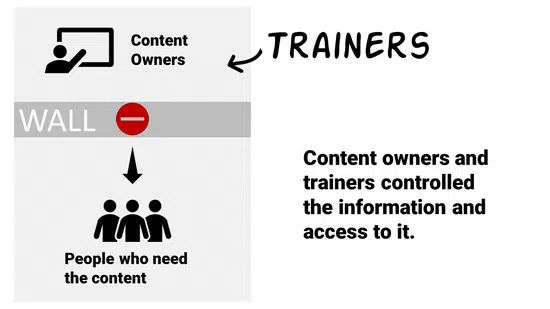 Content
Owners
TRAINERS
WALL
Content owners and
trainers controlled
the information and
access to it.
People who need
the content